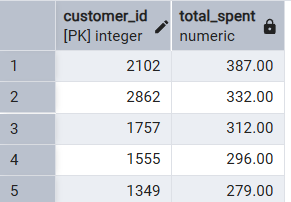 customer_id total_spent
[PK] integer numeric
1 2102 387.00
2 2862 332.00
3 1757 312.00
4 1555 296.00
5 1349 279.00